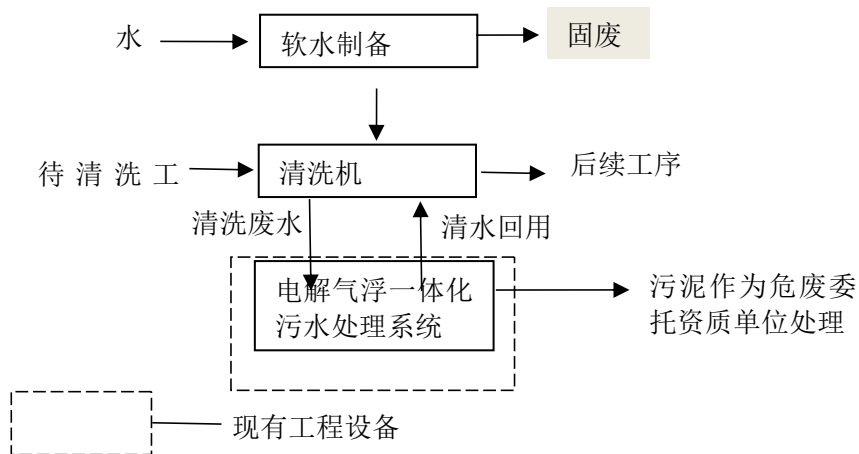 水
软水制备
固废
待清洗工
清洗机
后续工序
清洗废水
清水回用
电解气浮一体化
污水处理系统
污泥作为危废委
托资质单位处理
现有工程设备